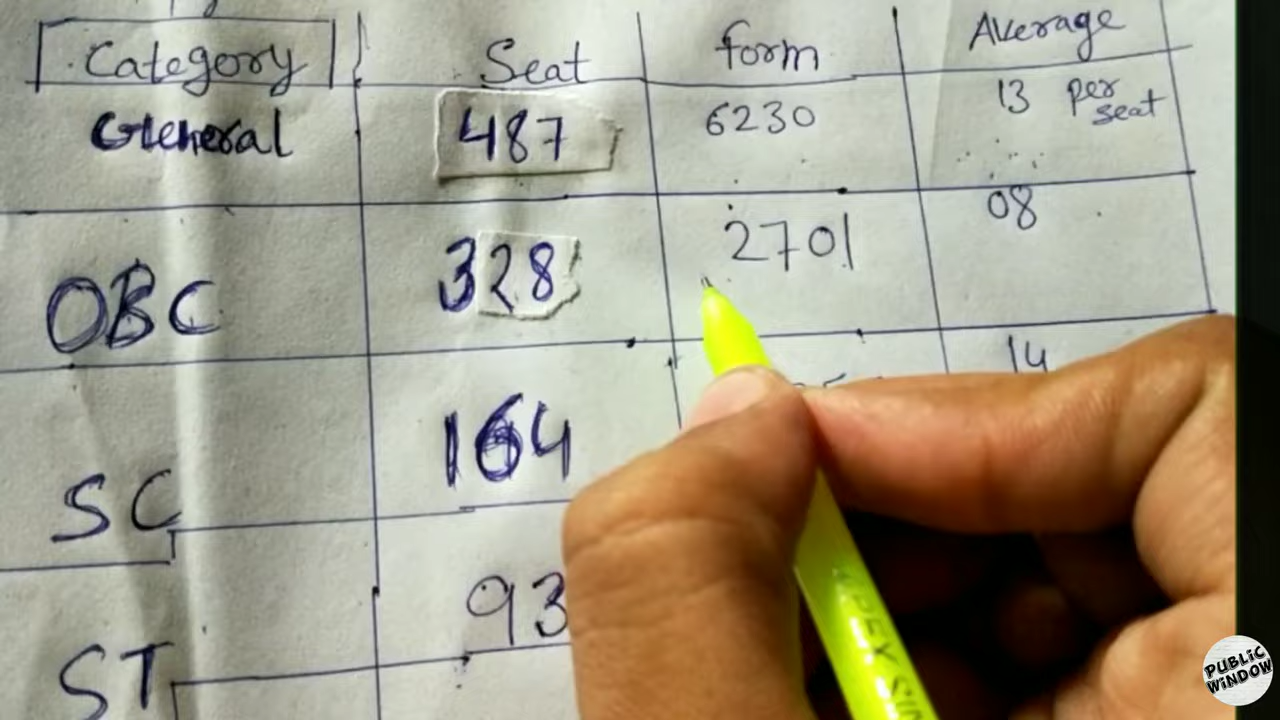 Category Seat form Average
General 487 6230 13 per seat
OBC 328 2701 08
SC 164 14
ST 93
PUBLIC
WINDOW